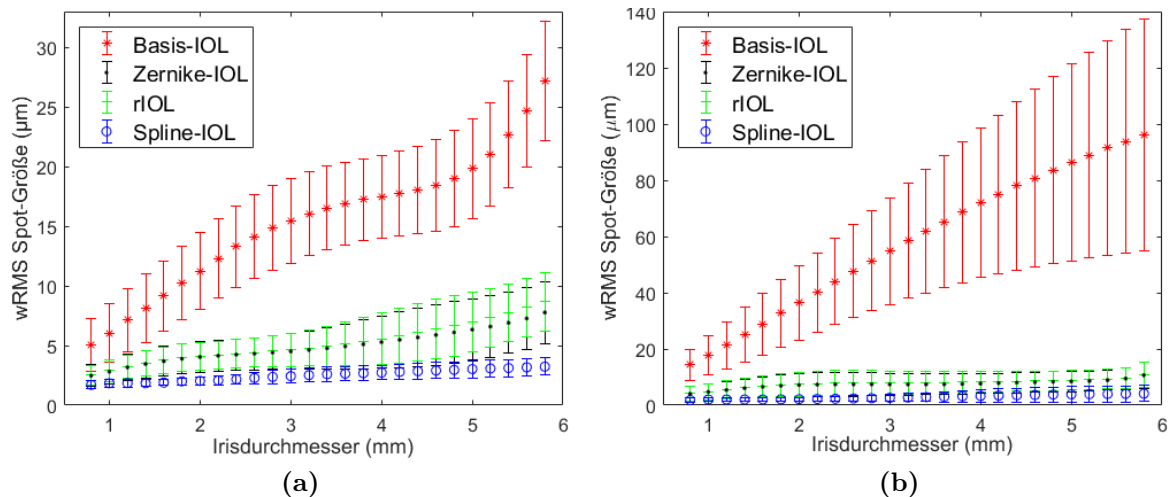 30
25
20
15
10
5
0
wRMS Spot-Größe (μm)
Basis-IOL
Zernike-IOL
rIOL
Spline-IOL
1 2 3 4 5 6
Irisdurchmesser (mm)
(a)
140
120
100
80
60
40
20
0
wRMS Spot-Größe (μm)
Basis-IOL
Zernike-IOL
rIOL
Spline-IOL
1 2 3 4 5 6
Irisdurchmesser (mm)
(b)